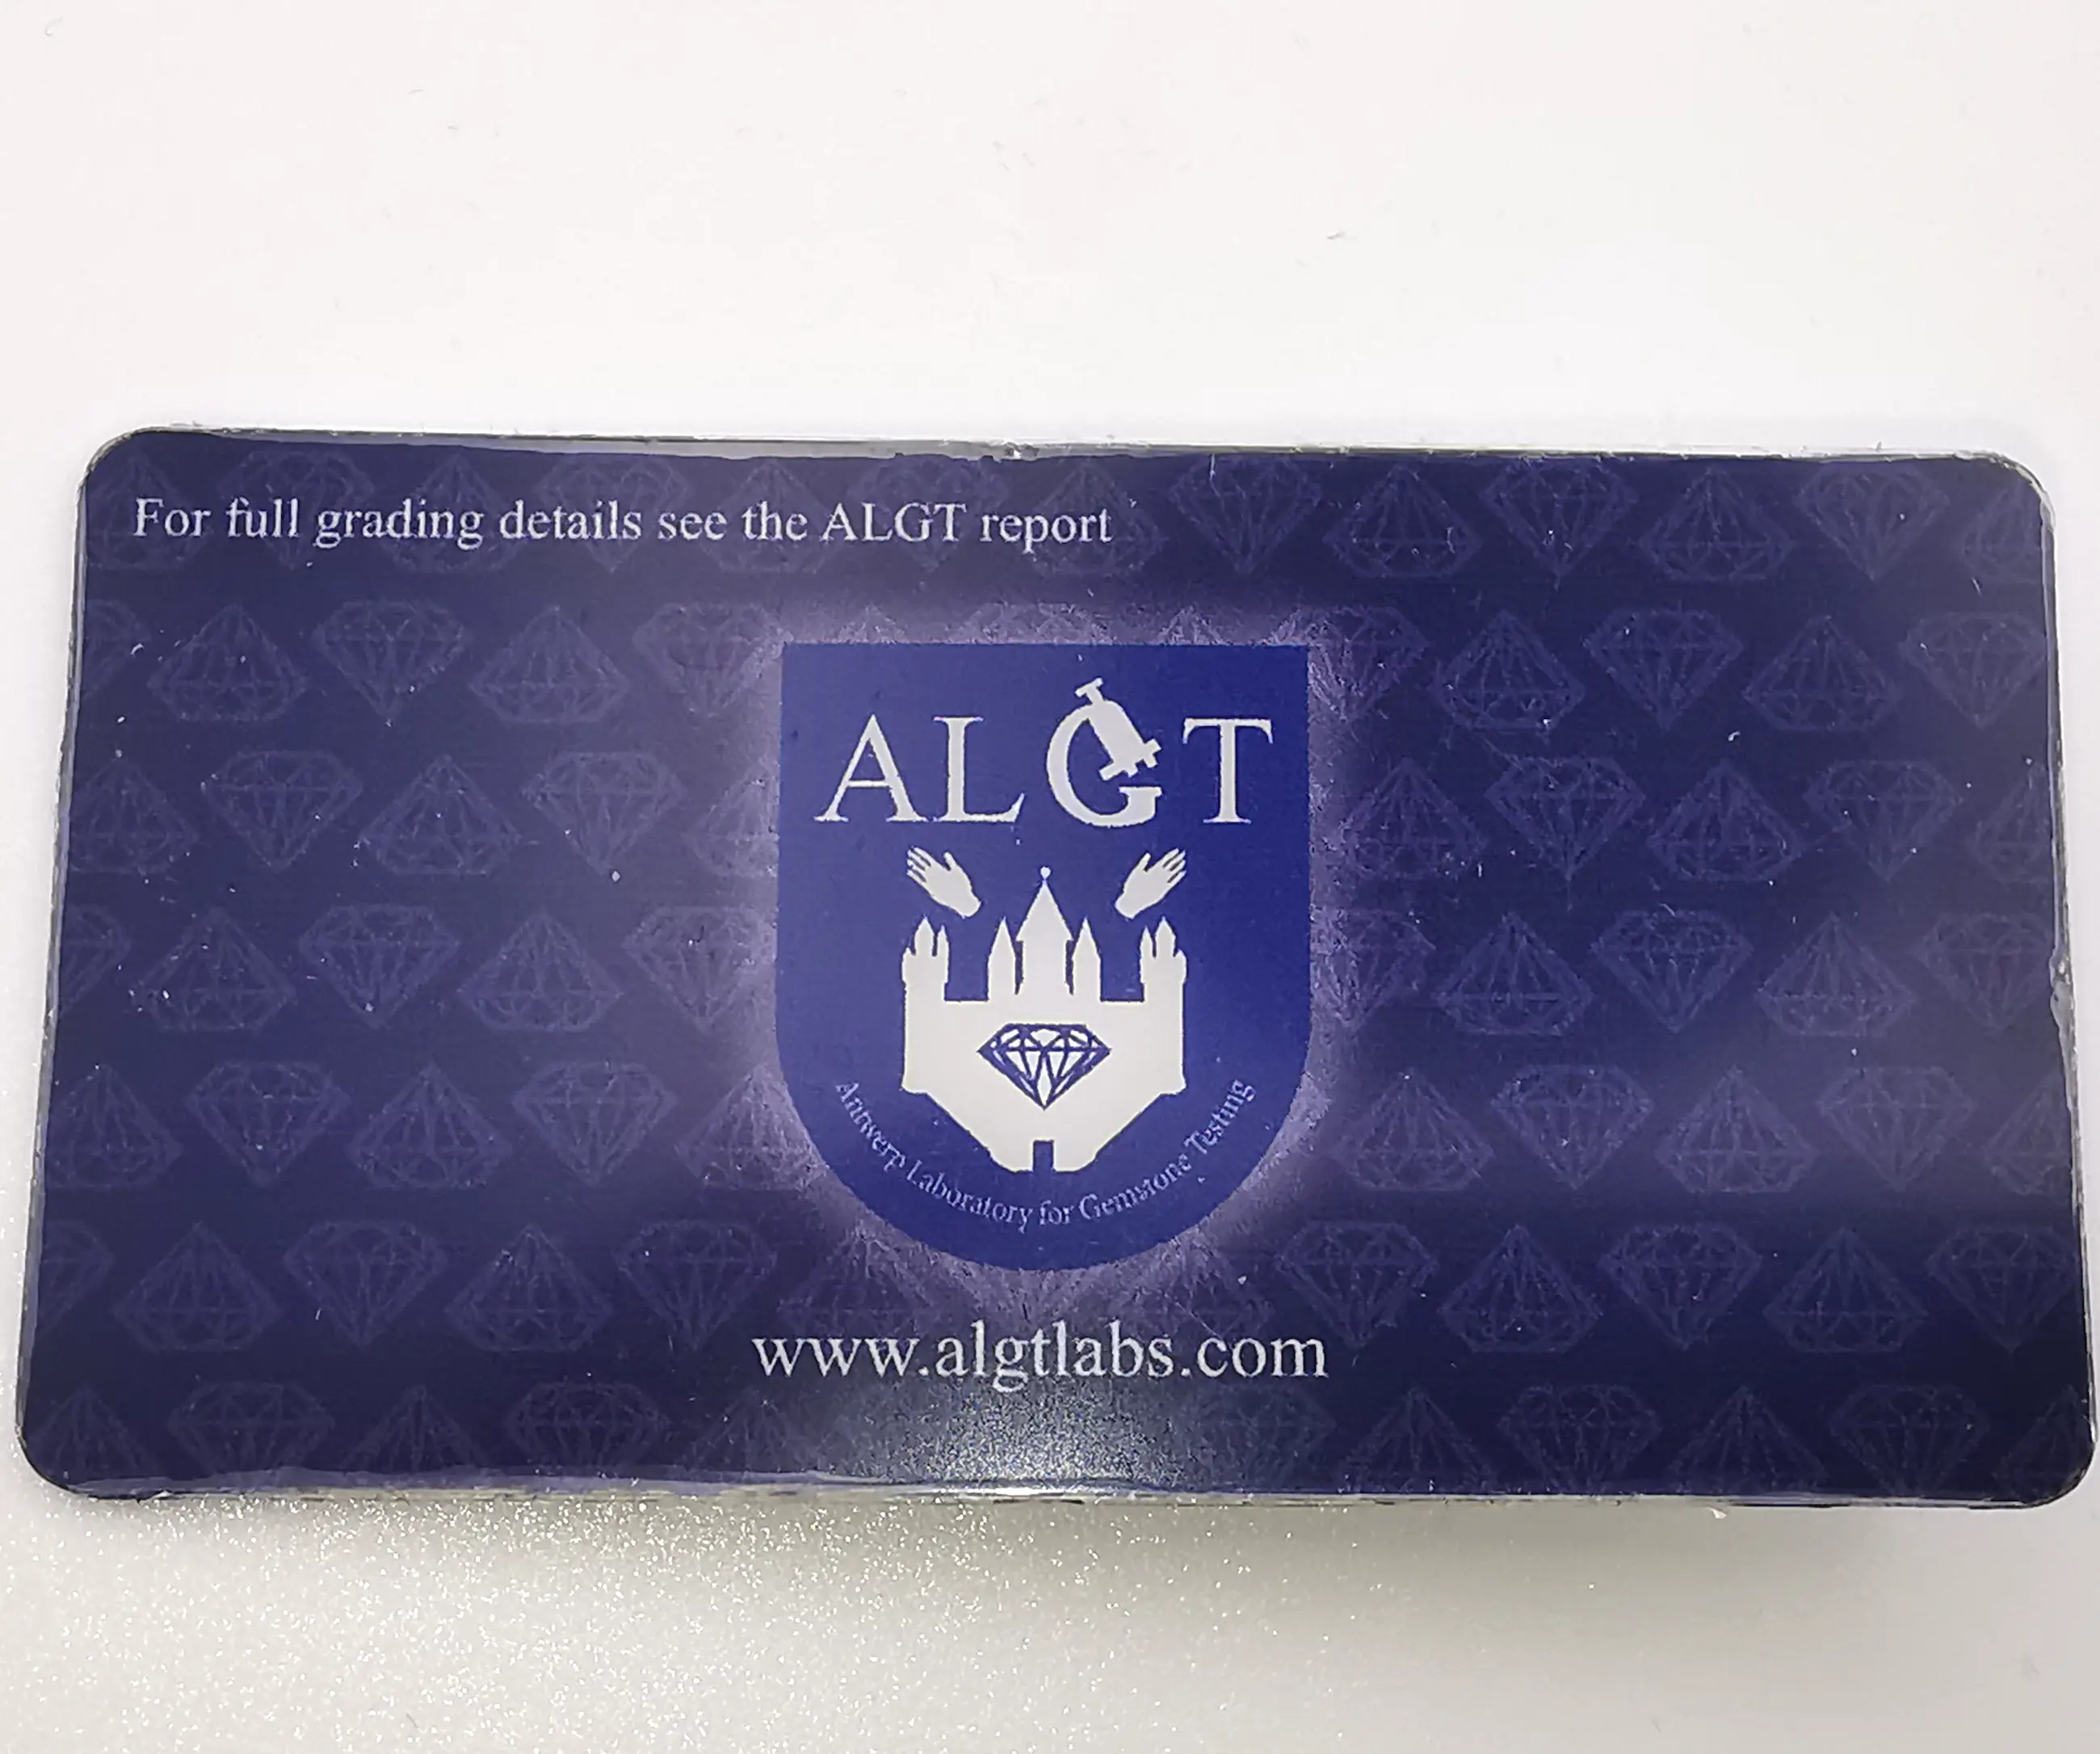 For full grading details see the ALGT report
ALGT
Antwerp Laboratory for Gemstone Testing
www.algtlabs.com